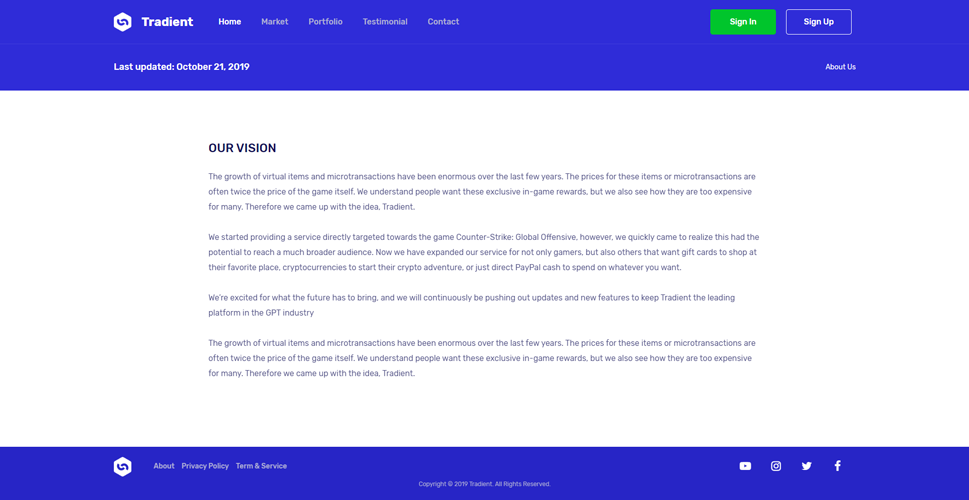 Tradient
Home Market Portfolio Testimonial Contact
Sign In
Sign Up
Last updated: October 21, 2019
About Us
OUR VISION
The growth of virtual items and microtransactions have been enormous over the last few years. The prices for these items or microtransactions are
often twice the price of the game itself. We understand people want these exclusive in-game rewards, but we also see how they are too expensive
for many. Therefore we came up with the idea, Tradient.
We started providing a service directly targeted towards the game Counter-Strike: Global Offensive, however, we quickly came to realize this had the
potential to reach a much broader audience. Now we have expanded our service for not only gamers, but also others that want gift cards to shop at
their favorite place, cryptocurrencies to start their crypto adventure, or just direct PayPal cash to spend on whatever you want.
We're excited for what the future has to bring, and we will continuously be pushing out updates and new features to keep Tradient the leading
platform in the GPT industry
The growth of virtual items and microtransactions have been enormous over the last few years. The prices for these items or microtransactions are
often twice the price of the game itself. We understand people want these exclusive in-game rewards, but we also see how they are too expensive
for many. Therefore we came up with the idea, Tradient.
About Privacy Policy Term & Service
Copyright © 2019 Tradient. All Rights Reserved.